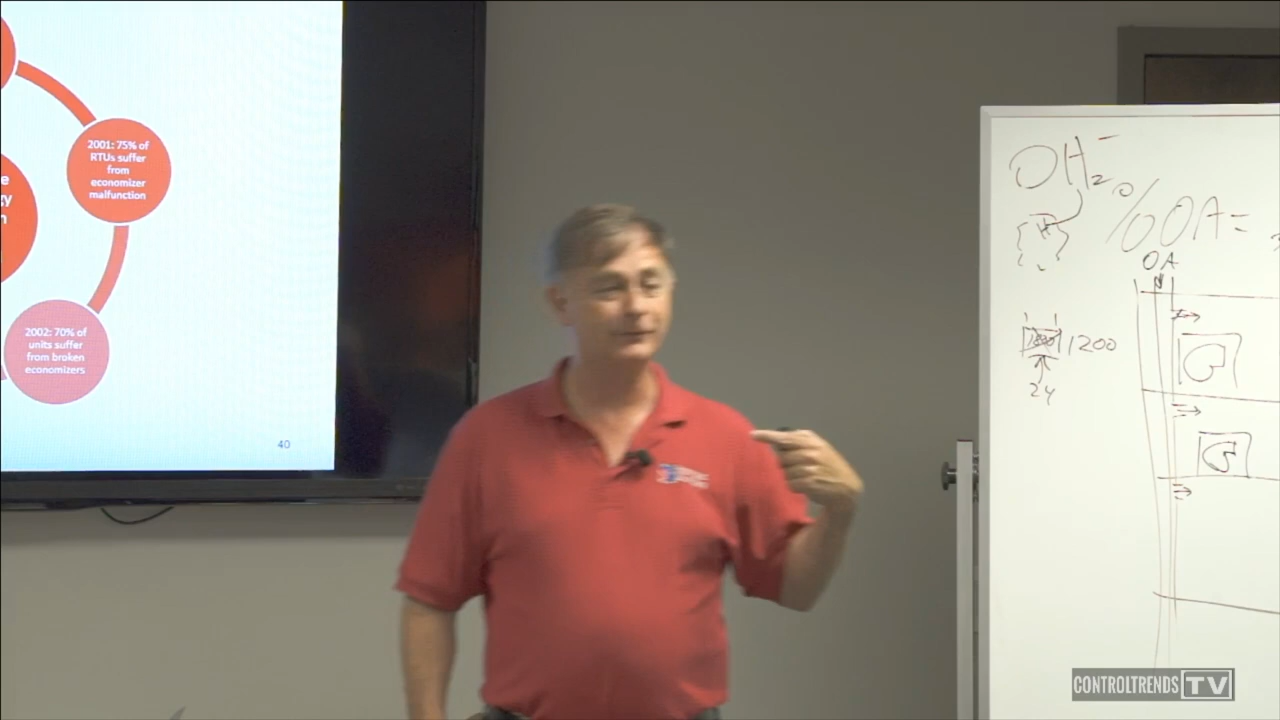 2001: 75% of
RTUs suffer
from
economizer
malfunction
2002: 70% of
units suffer
from broken
economizers
40
OH₂⁻
% OA=
OA
1200
24
CONTROLTRENDS TV